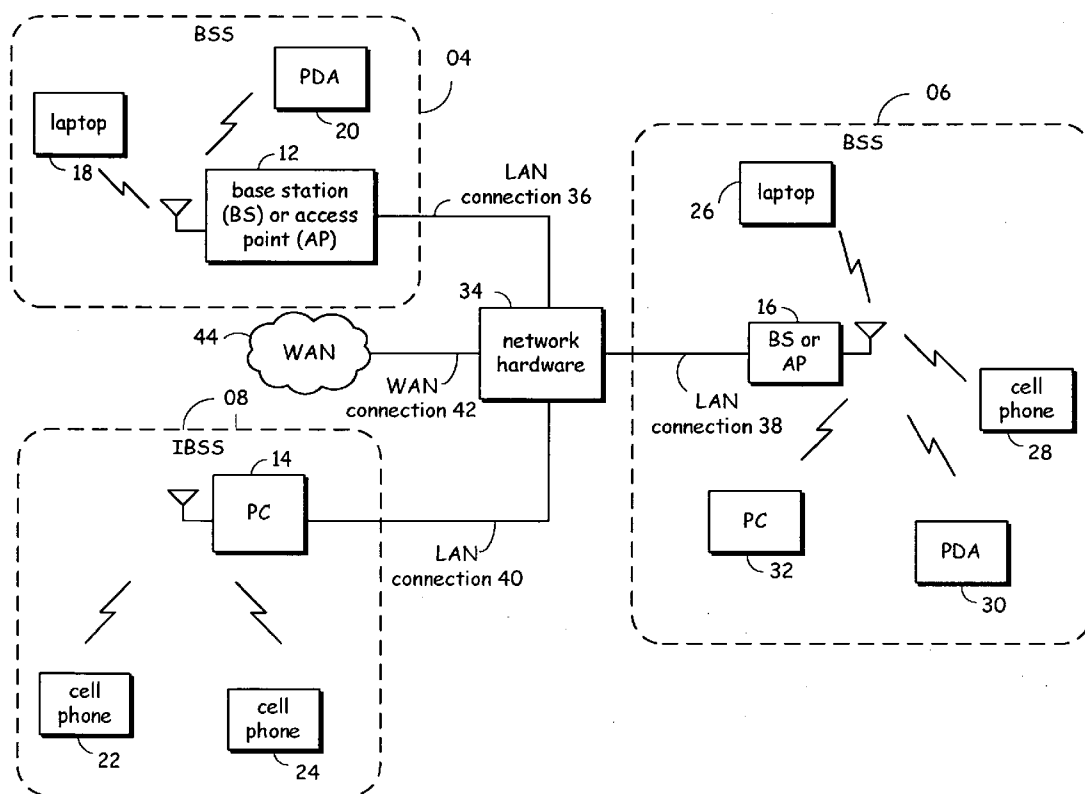 BSS
04
PDA
20
laptop
18
12
base station
(BS) or access
point (AP)
LAN
connection 36
06
BSS
26
laptop
34
network
hardware
16
BS or
AP
44
WAN
WAN
connection 42
LAN
connection 38
cell
phone
28
PC
32
PDA
30
08
IBSS
14
PC
LAN
connection 40
cell
phone
22
cell
phone
24